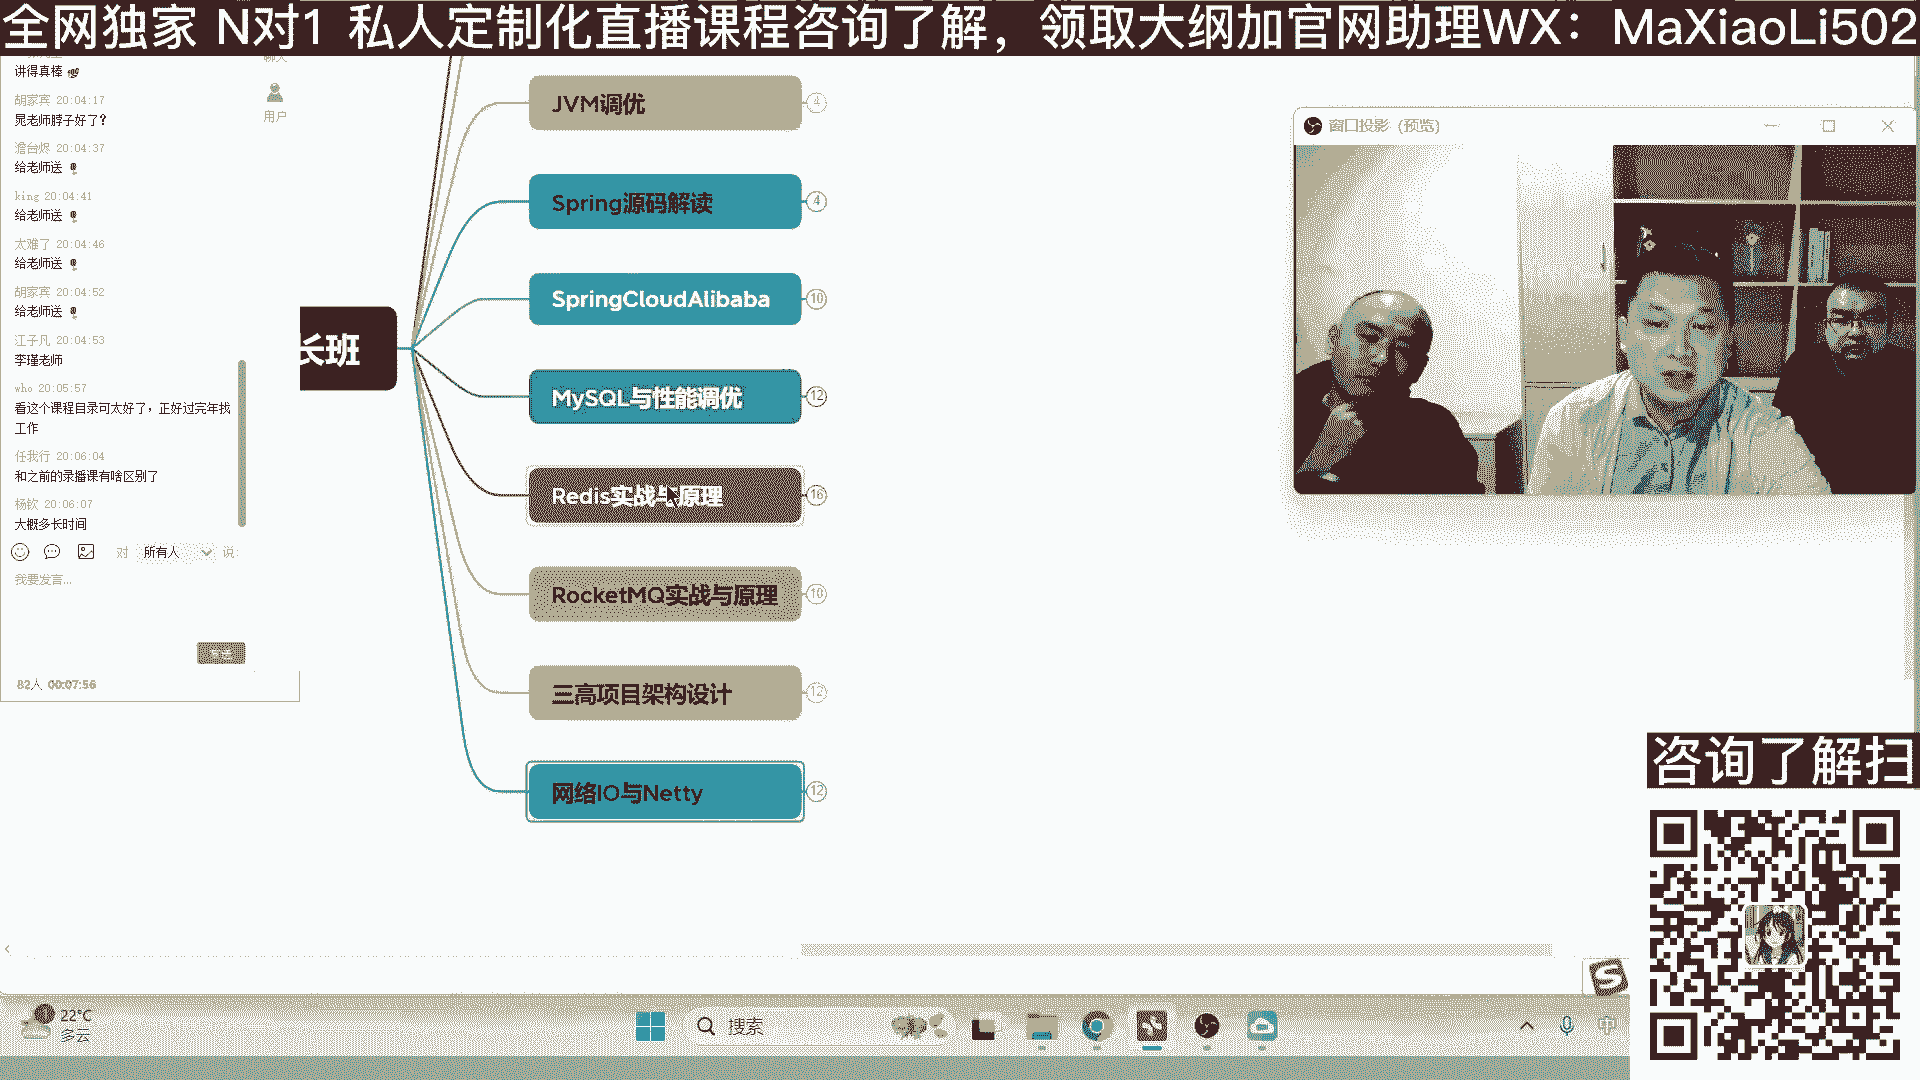 全网独家 N对1 私人定制化直播课程咨询了解，领取大纲加官网助理WX：MaXiaoLi502
讲得真棒
胡家宾 20:04:17
晁老师脖子好了？
澹台烬 20:04:37
给老师送
king 20:04:41
给老师送
太难了 20:04:46
给老师送
胡家宾 20:04:52
给老师送
江子凡 20:04:53
李瑾老师
who 20:05:57
看这个课程目录可太好了，正好过完年找
工作
任我行 20:06:04
和之前的录播课有啥区别了
杨钦 20:06:07
大概多长时间
对 所有人 说:
我要发言...
发送
82人 00:07:56
聊天
用户
长班
JVM调优 4
Spring源码解读 4
SpringCloudAlibaba 10
MySQL与性能调优 12
Redis实战与原理 16
RocketMQ实战与原理 10
三高项目架构设计 12
网络IO与Netty 12
窗口投影 (预览)
咨询了解扫
22°C
多云
搜索
中